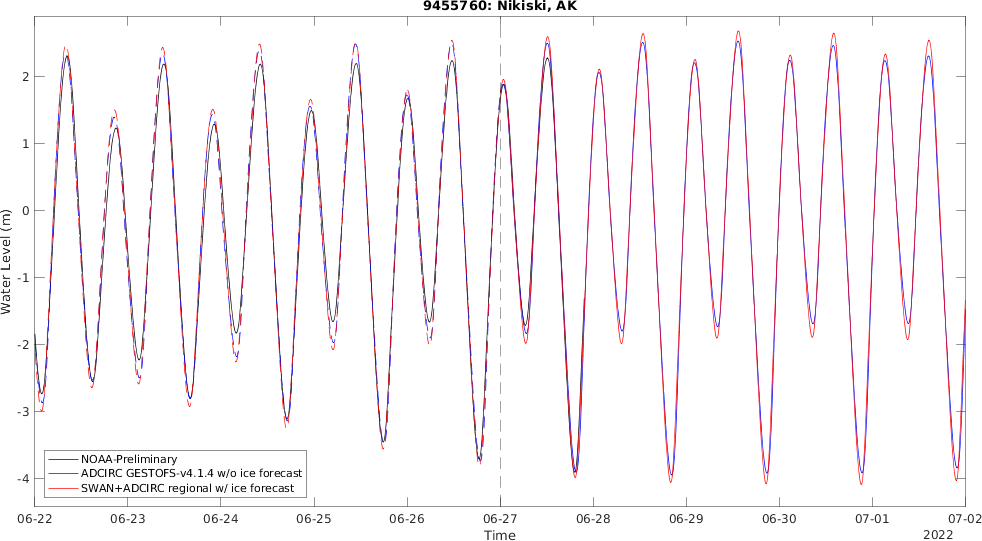 9455760: Nikiski, AK
Water Level (m)
2
1
0
-1
-2
-3
-4
NOAA-Preliminary
ADCIRC GESTOFS-v4.1.4 w/o ice forecast
SWAN+ADCIRC regional w/ ice forecast
06-22 06-23 06-24 06-25 06-26 06-27 06-28 06-29 06-30 07-01 07-02
Time
2022